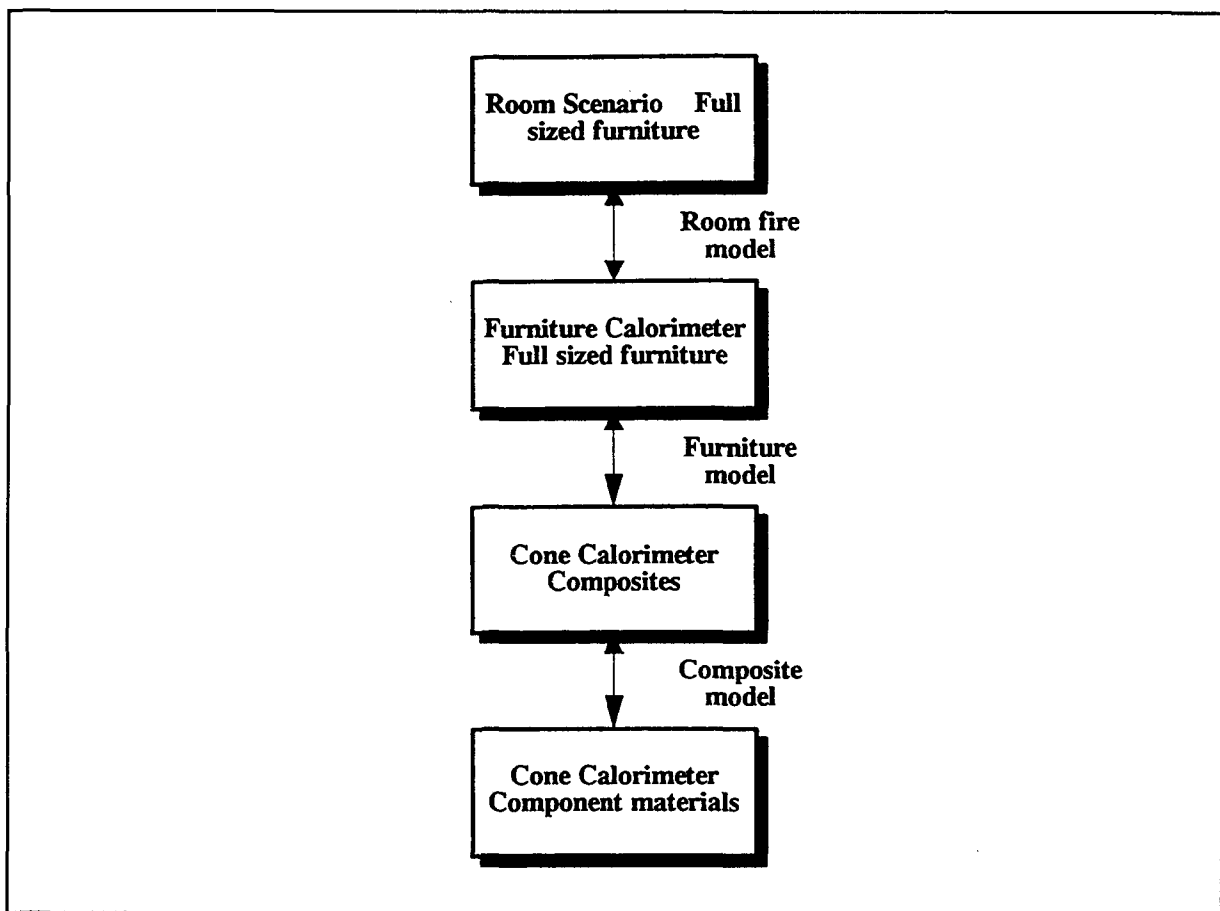 Room Scenario Full
sized furniture
Room fire
model
Furniture Calorimeter
Full sized furniture
Furniture
model
Cone Calorimeter
Composites
Composite
model
Cone Calorimeter
Component materials